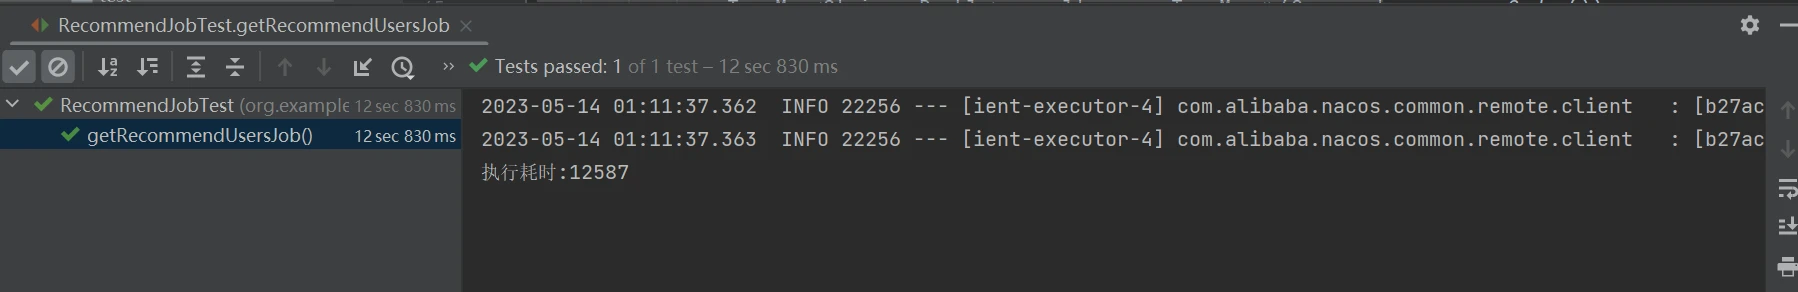 RecommendJobTest.getRecommendUsersJob
Tests passed: 1 of 1 test – 12 sec 830 ms
RecommendJobTest (org.example 12 sec 830 ms
getRecommendUsersJob() 12 sec 830 ms
2023-05-14 01:11:37.362  INFO 22256 --- [ient-executor-4] com.alibaba.nacos.common.remote.client   : [b27ac
2023-05-14 01:11:37.363  INFO 22256 --- [ient-executor-4] com.alibaba.nacos.common.remote.client   : [b27ac
执行耗时:12587